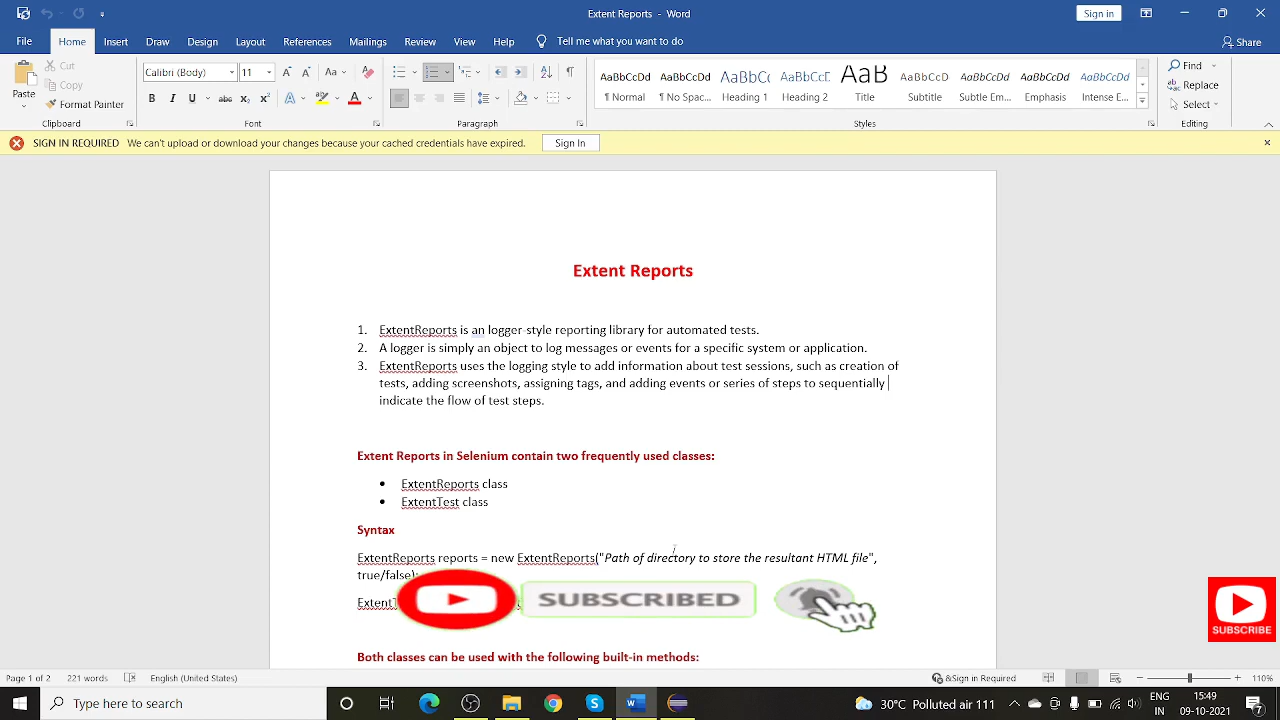 Extent Reports - Word
Sign in
File Home Insert Draw Design Layout References Mailings Review View Help Tell me what you want to do
Share
Paste
Cut
Copy
Format Painter
Clipboard
Calibri (Body) 11
Font
Paragraph
AaBbCcDd AaBbCcDd AaBbCc AaBbCcD AaB AaBbCcDd AaBbCcDd AaBbCcDd AaBbCcDd
¶ Normal ¶ No Spac... Heading 1 Heading 2 Title Subtitle Subtle Em... Emphasis Intense E...
Styles
Find
Replace
Select
Editing
SIGN IN REQUIRED We can't upload or download your changes because your cached credentials have expired. Sign In
Extent Reports
1. ExtentReports is an logger-style reporting library for automated tests.
2. A logger is simply an object to log messages or events for a specific system or application.
3. ExtentReports uses the logging style to add information about test sessions, such as creation of
tests, adding screenshots, assigning tags, and adding events or series of steps to sequentially
indicate the flow of test steps.
Extent Reports in Selenium contain two frequently used classes:
• ExtentReports class
• ExtentTest class
Syntax
ExtentReports reports = new ExtentReports("Path of directory to store the resultant HTML file",
true/false);
SUBSCRIBED
SUBSCRIBE
Both classes can be used with the following built-in methods:
Page 1 of 2 221 words English (United States) Sign Required 110%
Type here to search
30°C Polluted air 111
ENG
IN
15:49
09-10-2021
7